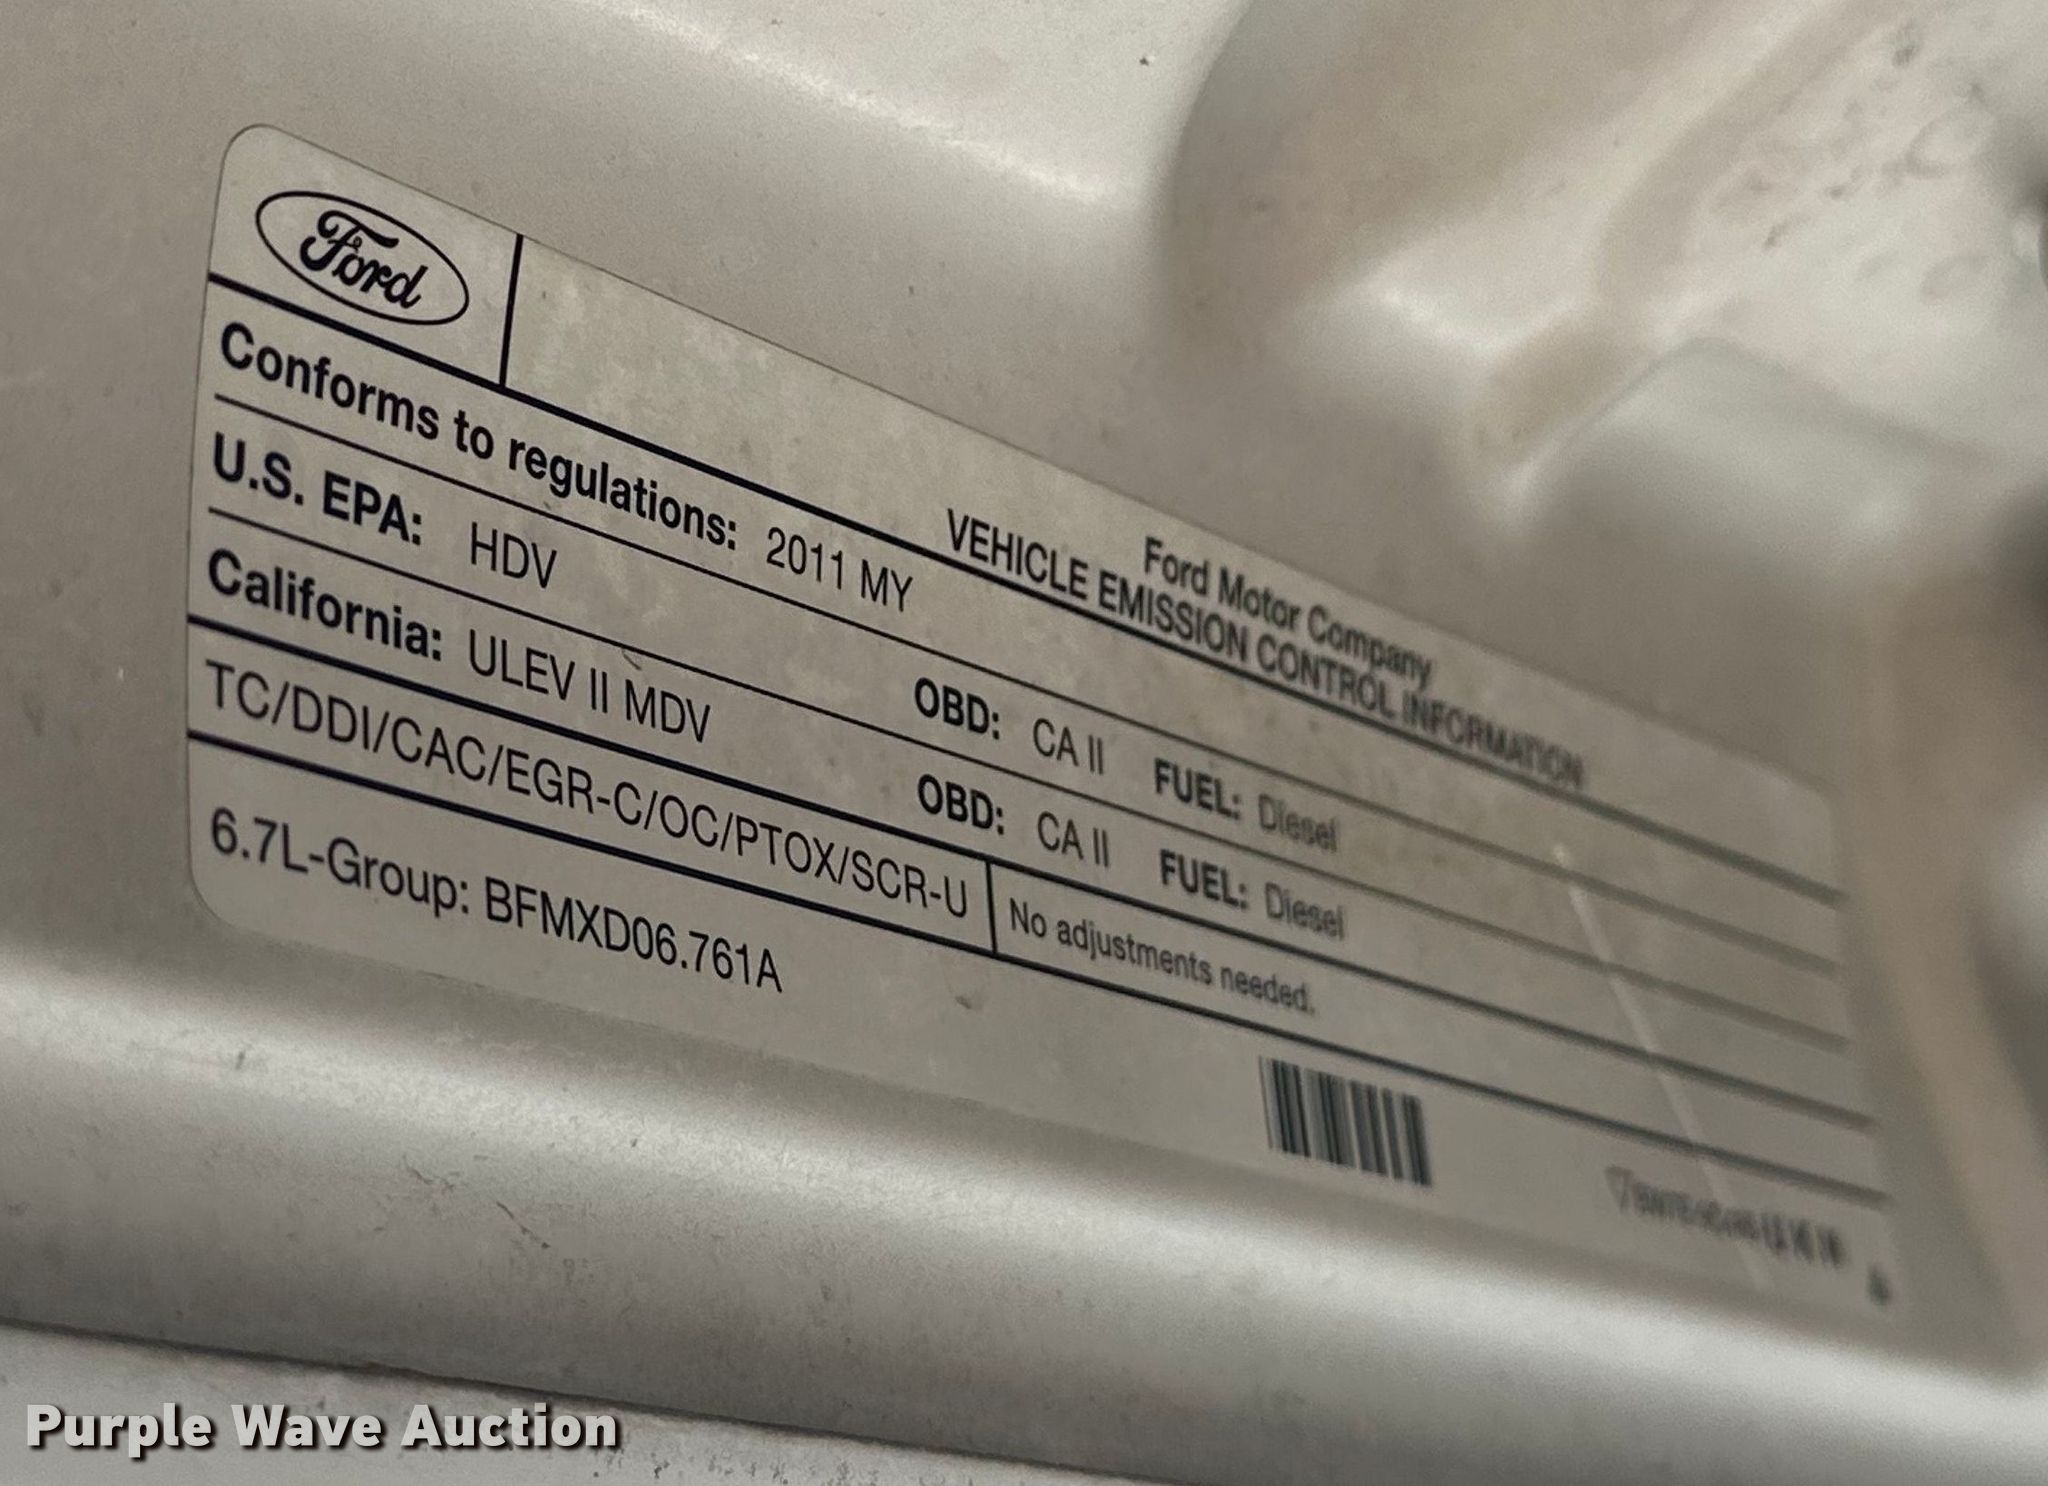 Ford
Ford Motor Company
VEHICLE EMISSION CONTROL INFORMATION
Conforms to regulations: 2011 MY
U.S. EPA: HDV OBD: CA II FUEL: Diesel
California: ULEV II MDV OBD: CA II FUEL: Diesel
TC/DDI/CAC/EGR-C/OC/PTOX/SCR-U No adjustments needed.
6.7L-Group: BFMXD06.761A
Purple Wave Auction